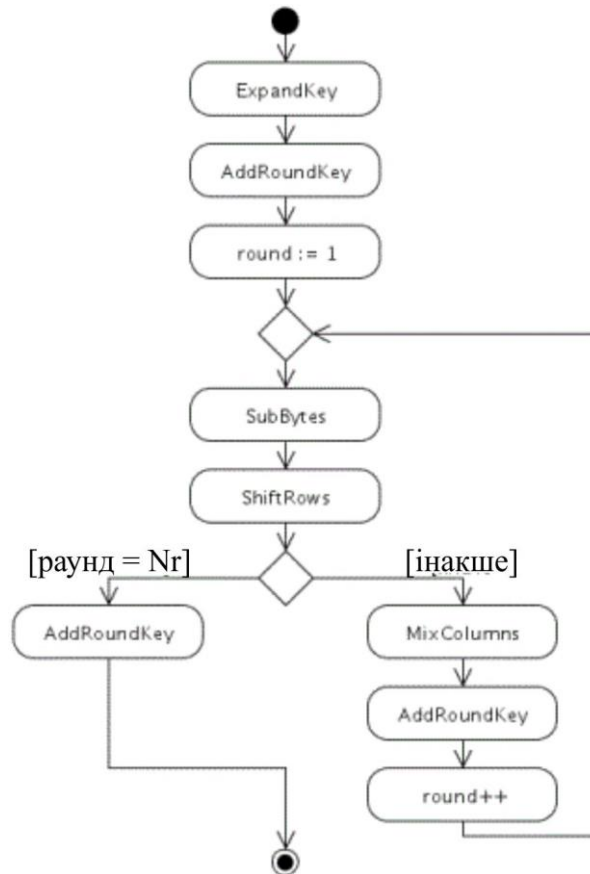 ExpandKey
AddRoundKey
round := 1
SubBytes
ShiftRows
[раунд = Nr]
[інакше]
AddRoundKey
MixColumns
AddRoundKey
round++